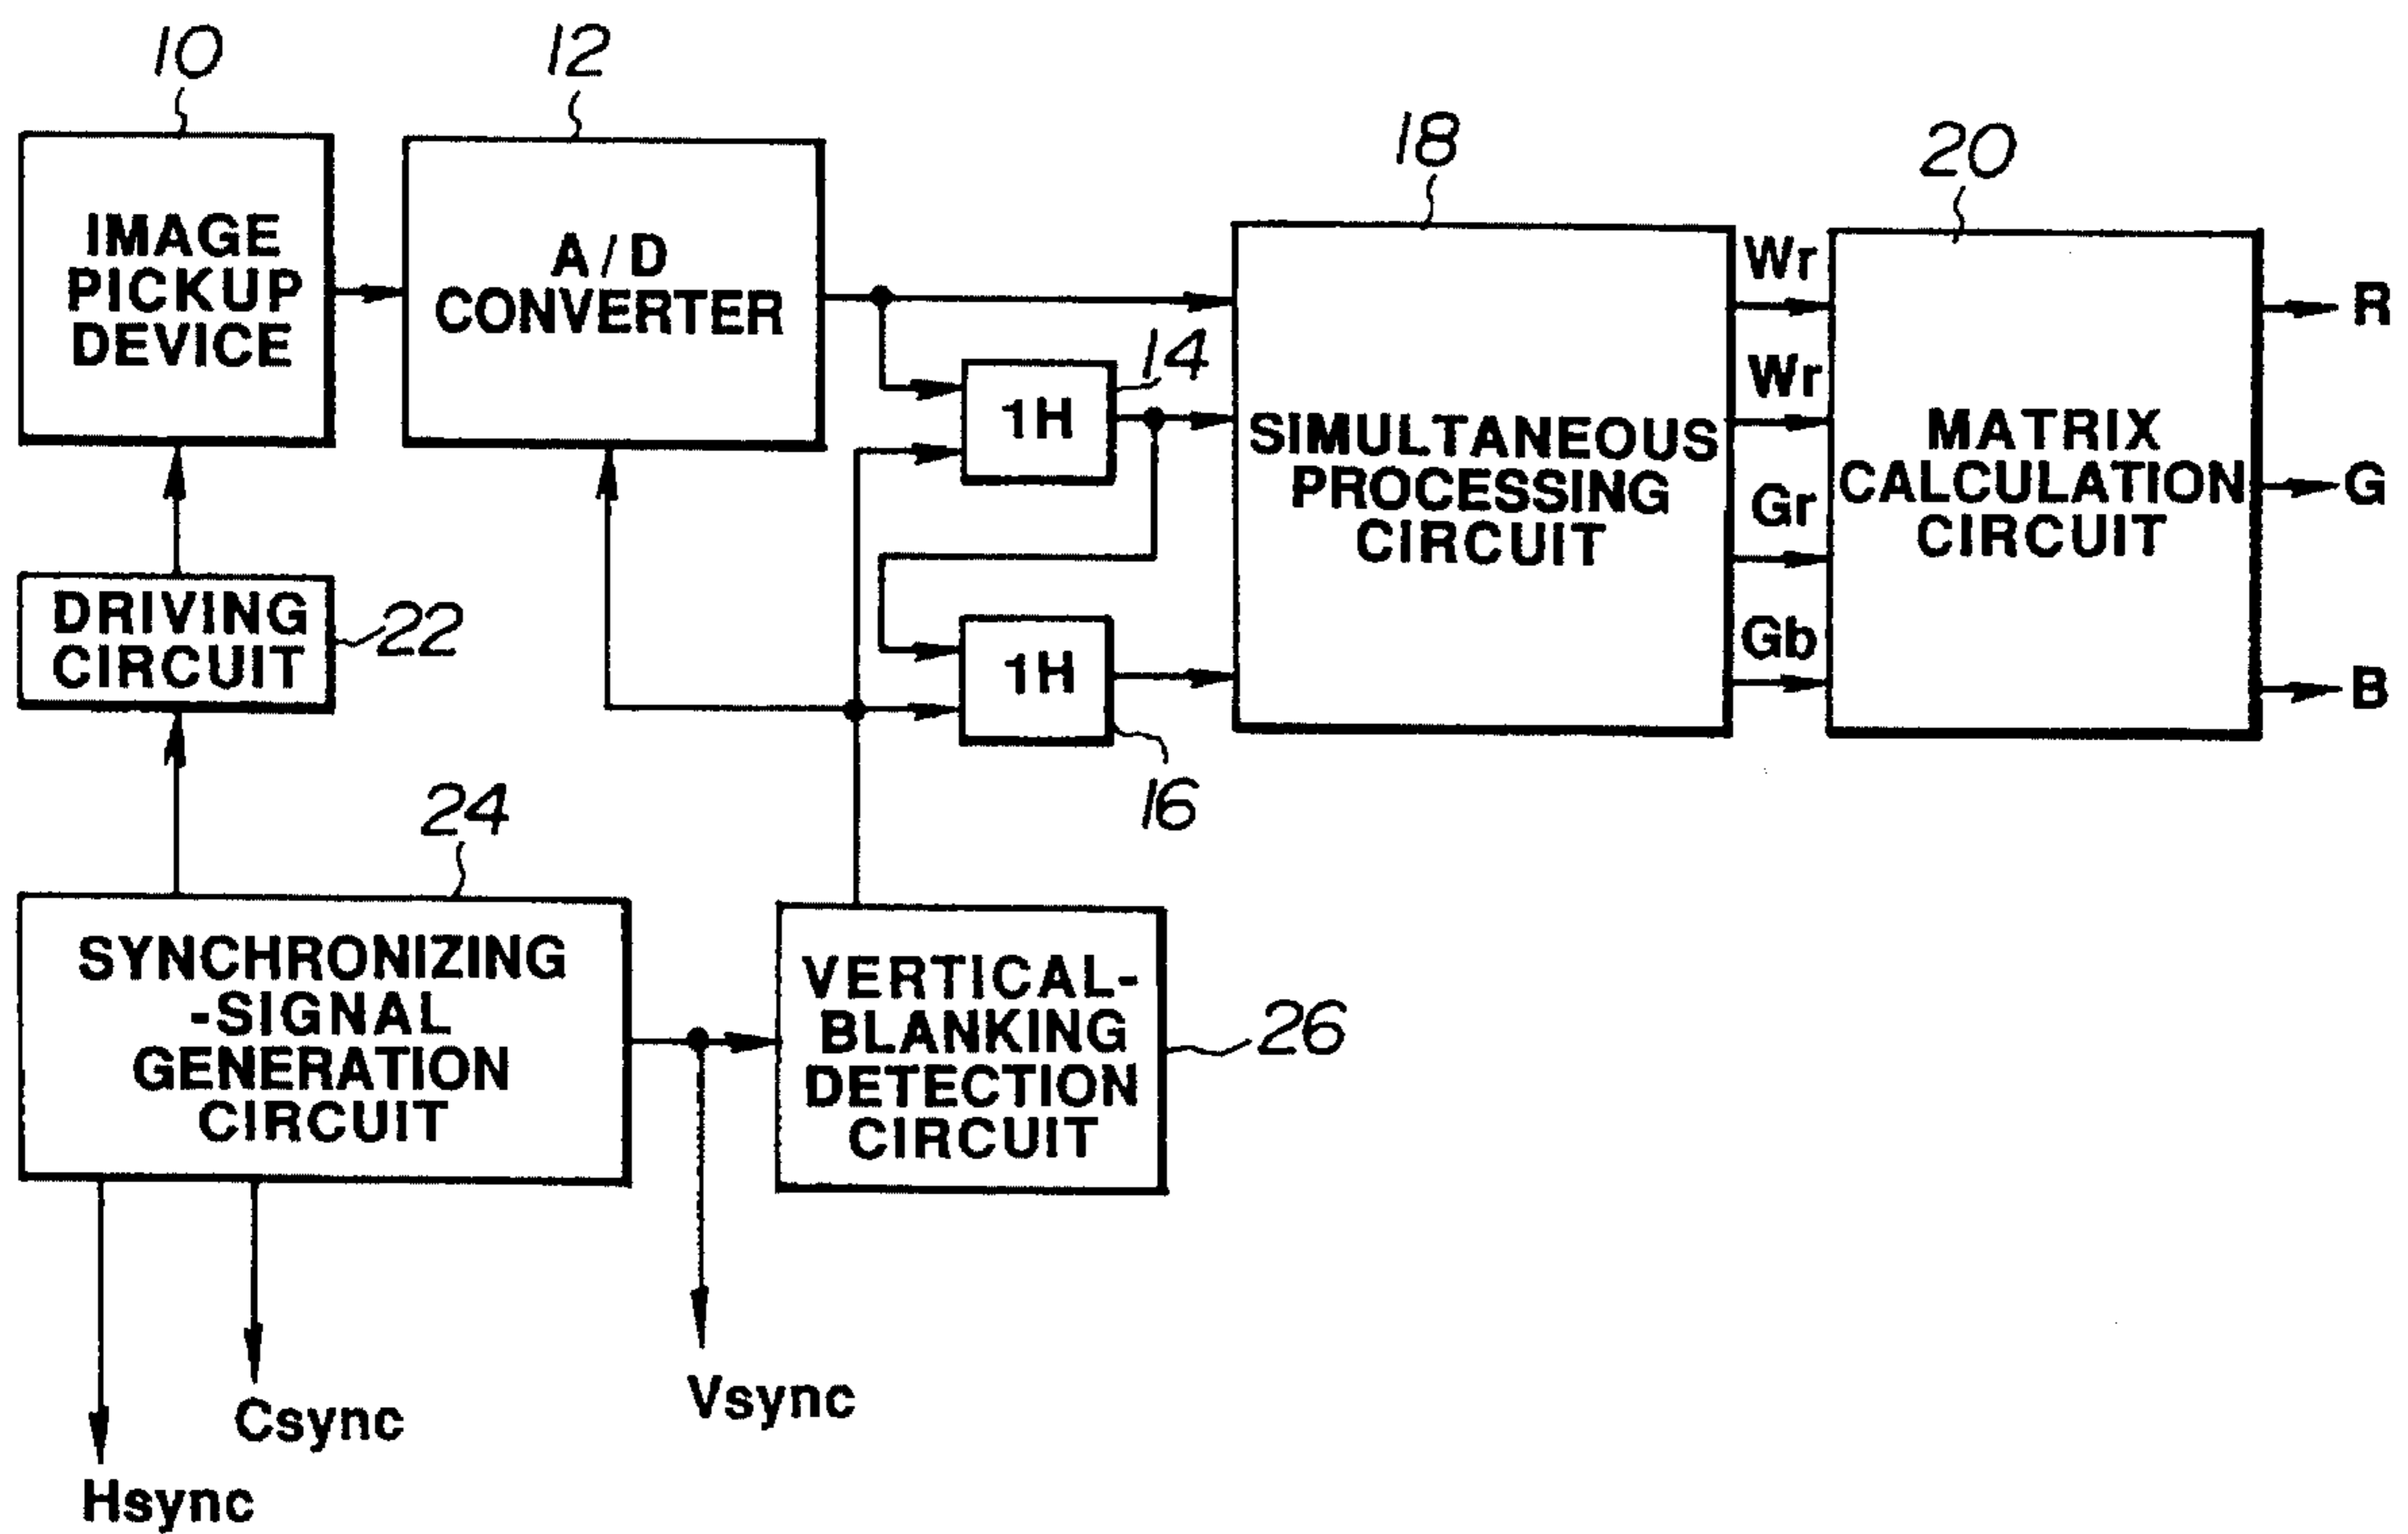 10
IMAGE
PICKUP
DEVICE
12
A/D
CONVERTER
14
1H
16
1H
18
SIMULTANEOUS
PROCESSING
CIRCUIT
Wr
Wr
Gr
Gb
20
MATRIX
CALCULATION
CIRCUIT
R
G
B
DRIVING
CIRCUIT
22
24
SYNCHRONIZING
-SIGNAL
GENERATION
CIRCUIT
VERTICAL-
BLANKING
DETECTION
CIRCUIT
26
Vsync
Csync
Hsync